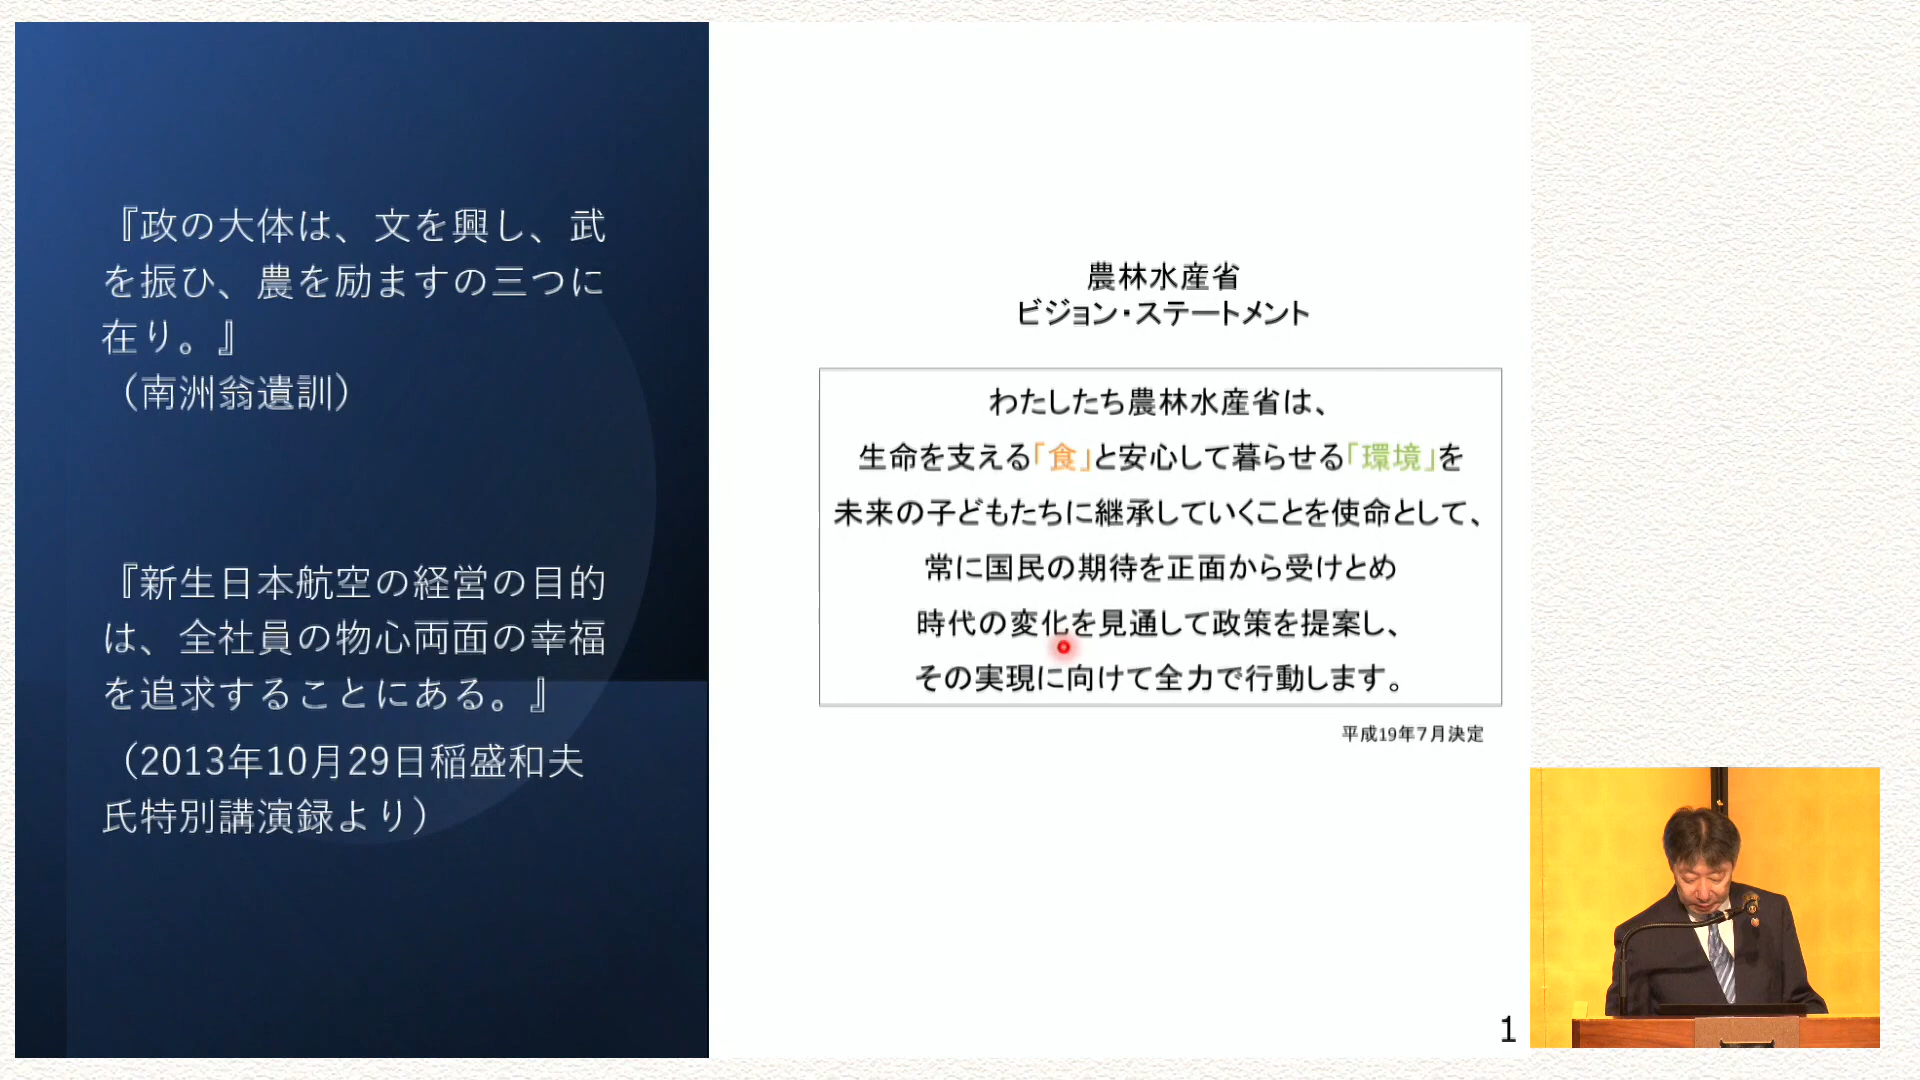 『政の大体は、文を興し、武
を振ひ、農を励ますの三つに
在り。』
（南洲翁遺訓）
『新生日本航空の経営の目的
は、全社員の物心両面の幸福
を追求することにある。』
（2013年10月29日稲盛和夫
氏特別講演録より）
農林水産省
ビジョン・ステートメント
わたしたち農林水産省は、
生命を支える「食」と安心して暮らせる「環境」を
未来の子どもたちに継承していくことを使命として、
常に国民の期待を正面から受けとめ
時代の変化を見通して政策を提案し、
その実現に向けて全力で行動します。
平成19年７月決定
1